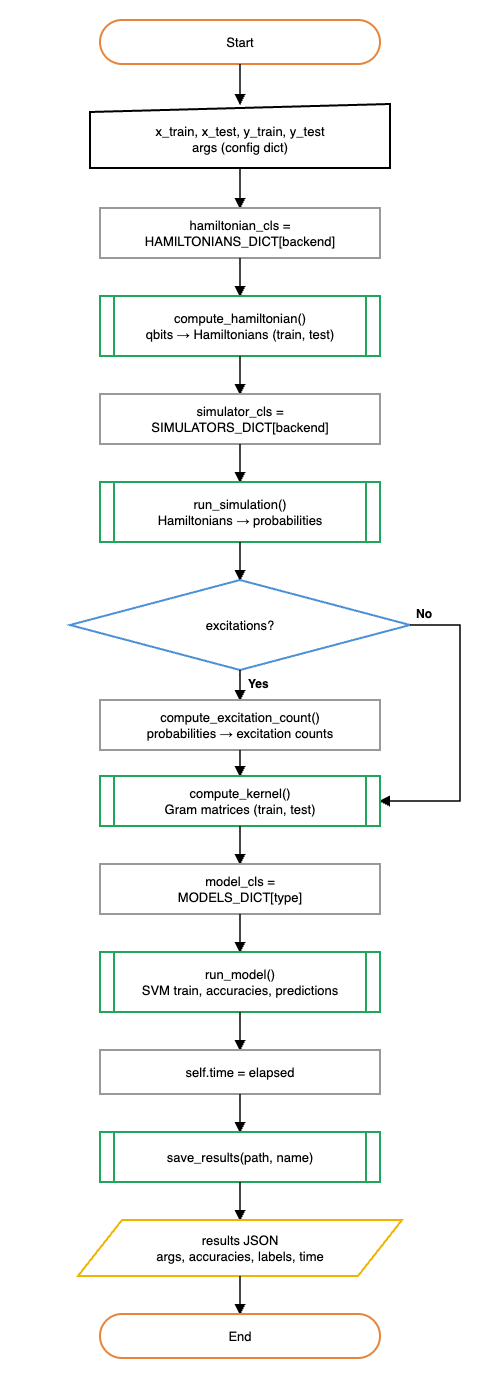 Start
x_train, x_test, y_train, y_test
args (config dict)
hamiltonian_cls =
HAMILTONIANS_DICT[backend]
compute_hamiltonian()
qbits → Hamiltonians (train, test)
simulator_cls =
SIMULATORS_DICT[backend]
run_simulation()
Hamiltonians → probabilities
excitations?
No
Yes
compute_excitation_count()
probabilities → excitation counts
compute_kernel()
Gram matrices (train, test)
model_cls =
MODELS_DICT[type]
run_model()
SVM train, accuracies, predictions
self.time = elapsed
save_results(path, name)
results JSON
args, accuracies, labels, time
End